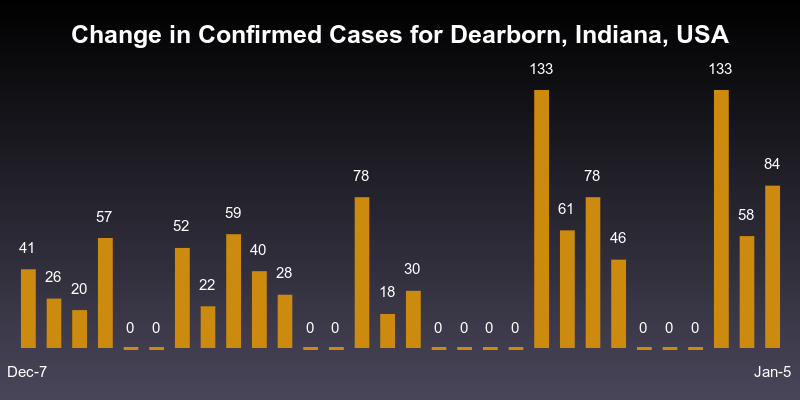 Change in Confirmed Cases for Dearborn, Indiana, USA
41 26 20 57 0 0 52 22 59 40 28 0 0 78 18 30 0 0 0 0 133 61 78 46 0 0 0 133 58 84
Dec-7 Jan-5